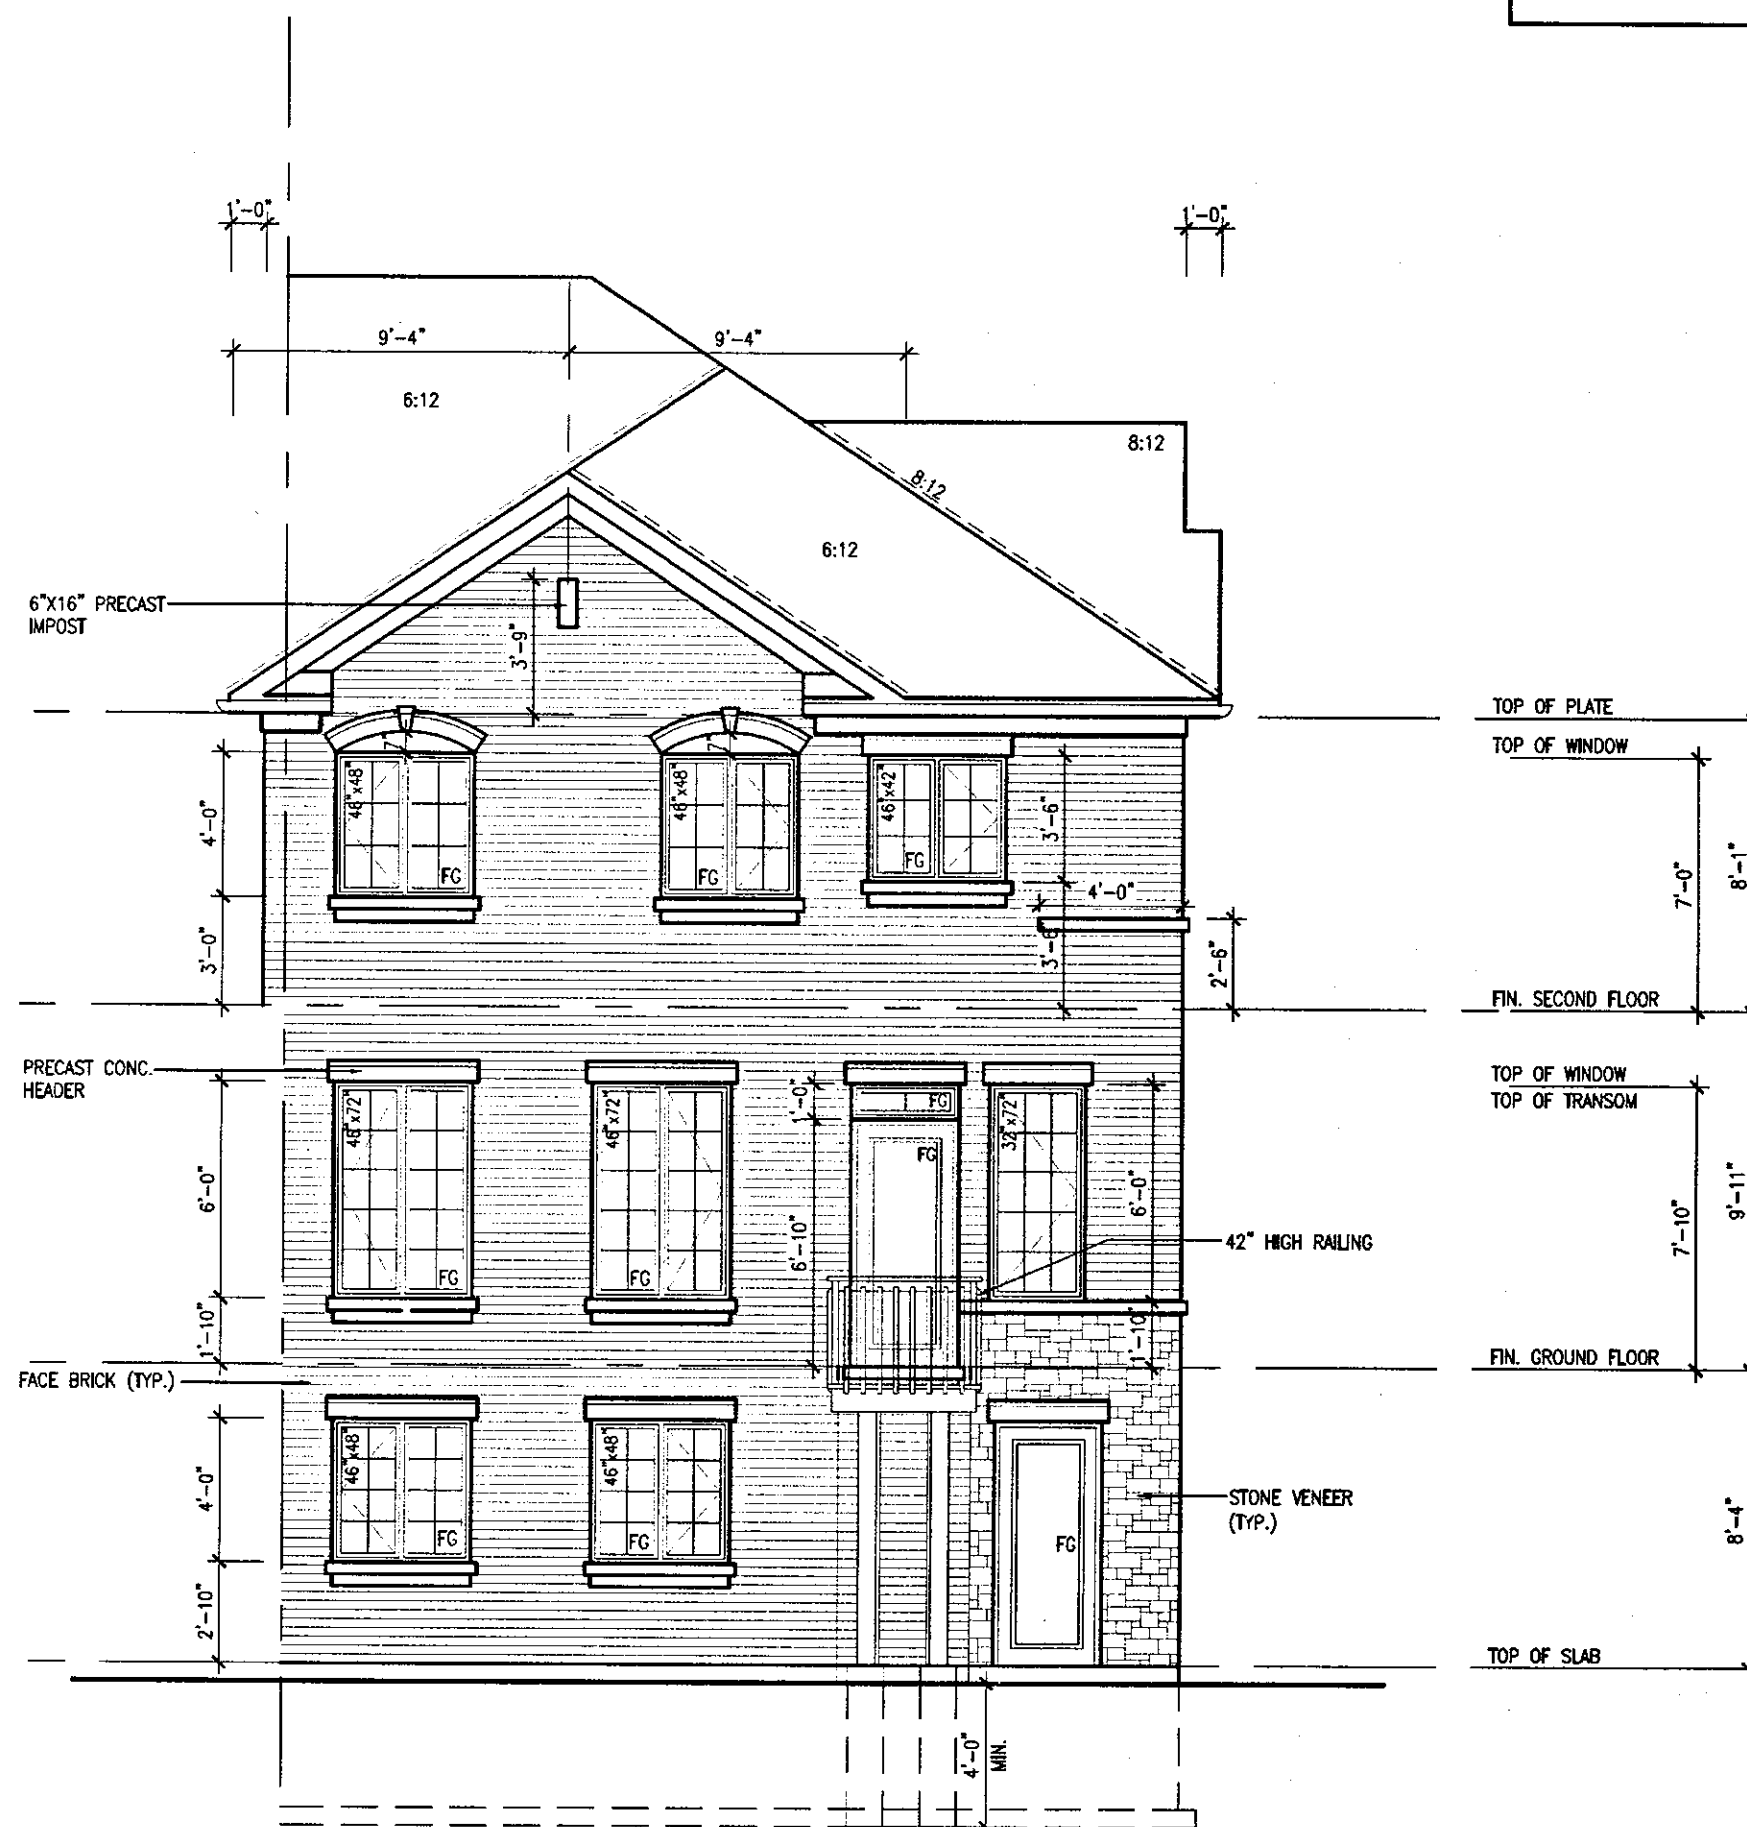 1'-0"
1'-0"
9'-4"
9'-4"
6:12
8:12
8:12
6:12
6"X16" PRECAST
IMPOST
3'-9"
TOP OF PLATE
TOP OF WINDOW
7"
7"
46"x48"
46"x48"
46"x42"
4'-0"
3'-6"
FG
FG
FG
4'-0"
7'-0"
8'-1"
3'-0"
3'-6"
2'-6"
FIN. SECOND FLOOR
PRECAST CONC.
HEADER
TOP OF WINDOW
TOP OF TRANSOM
46"x72"
46"x72"
1'-0"
FG
32"x72"
FG
6'-0"
6'-10"
6'-0"
7'-10"
9'-11"
42" HIGH RAILING
FG
FG
1'-10"
1'-10"
FIN. GROUND FLOOR
FACE BRICK (TYP.)
46"x48"
46"x48"
4'-0"
STONE VENEER
(TYP.)
8'-4"
FG
FG
FG
2'-10"
TOP OF SLAB
4'-0"
MIN.